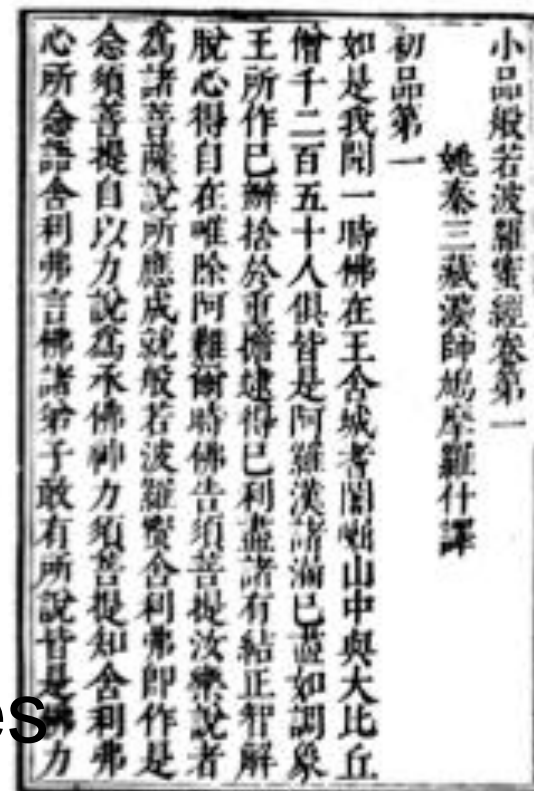 小品般若波羅蜜經卷第一
姚秦三藏灋師鳩摩羅什譯
初品第一
如是我聞一時佛在王舍城耆闍崛山中與大比丘
僧千二百五十人俱皆是阿羅漢諸漏已盡如調象
王所作已辦捨於重擔逮得已利盡諸有結正智解
脫心得自在唯除阿難爾時佛告須菩提汝樂說者
爲諸菩薩說所應成就般若波羅蜜舍利弗即作是
念須菩提自以力說爲承佛神力須菩提知舍利弗
心所念語舍利弗言佛諸弟子敢有所說皆是佛力
es